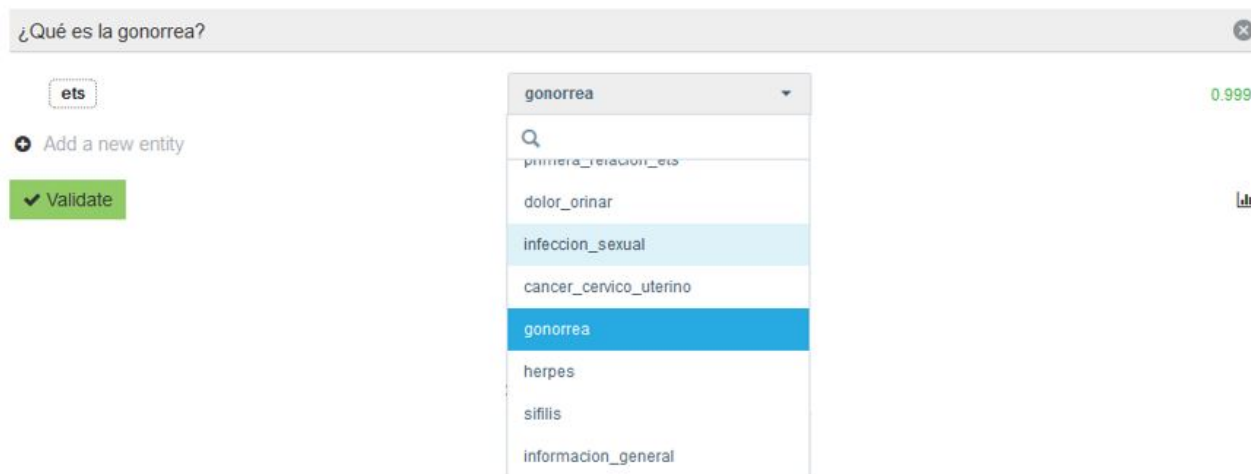 ¿Qué es la gonorrea?
ets
gonorrea
0.999
Add a new entity
primera_relacion_ets
Validate
dolor_orinar
infeccion_sexual
cancer_cervico_uterino
gonorrea
herpes
sifilis
informacion_general